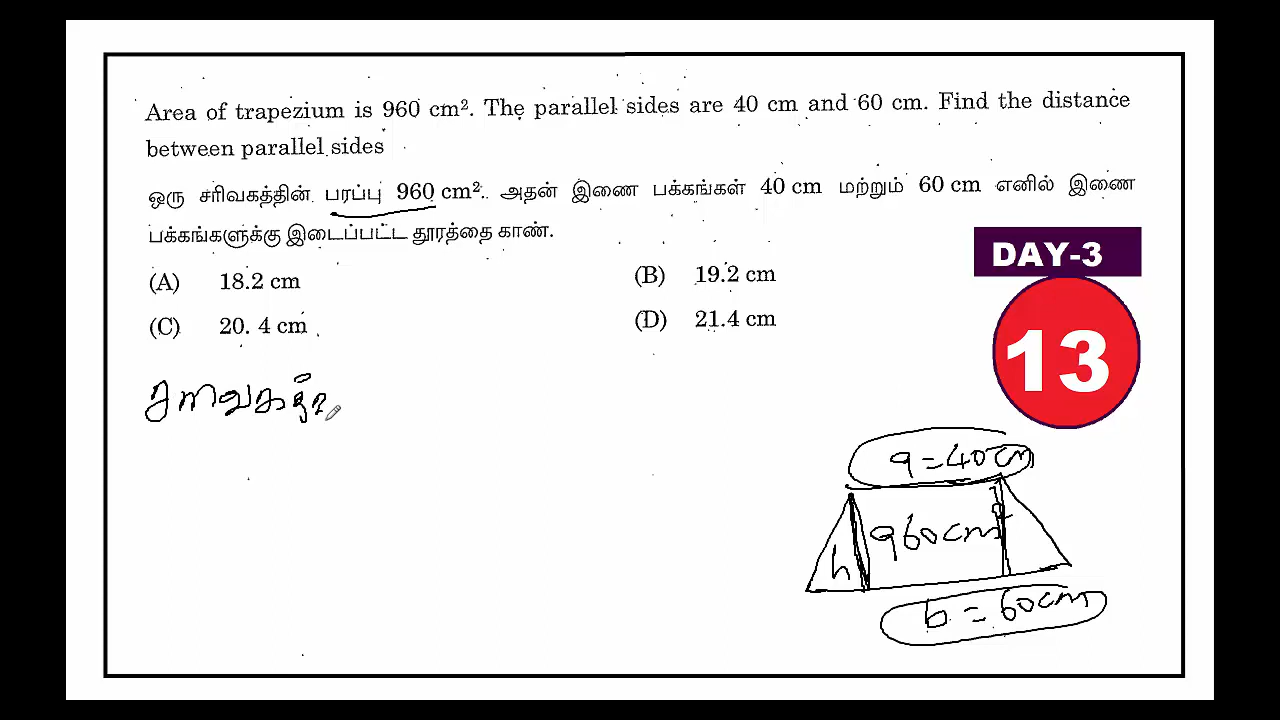 Area of trapezium is 960 cm². The parallel sides are 40 cm and 60 cm. Find the distance
between parallel sides
ஒரு சரிவகத்தின் பரப்பு 960 cm². அதன் இணை பக்கங்கள் 40 cm மற்றும் 60 cm எனில் இணை
பக்கங்களுக்கு இடைப்பட்ட தூரத்தை காண்.
DAY-3
(A) 18.2 cm
(B) 19.2 cm
(C) 20. 4 cm
(D) 21.4 cm
13
a = 40cm
960cm²
h
b = 60cm